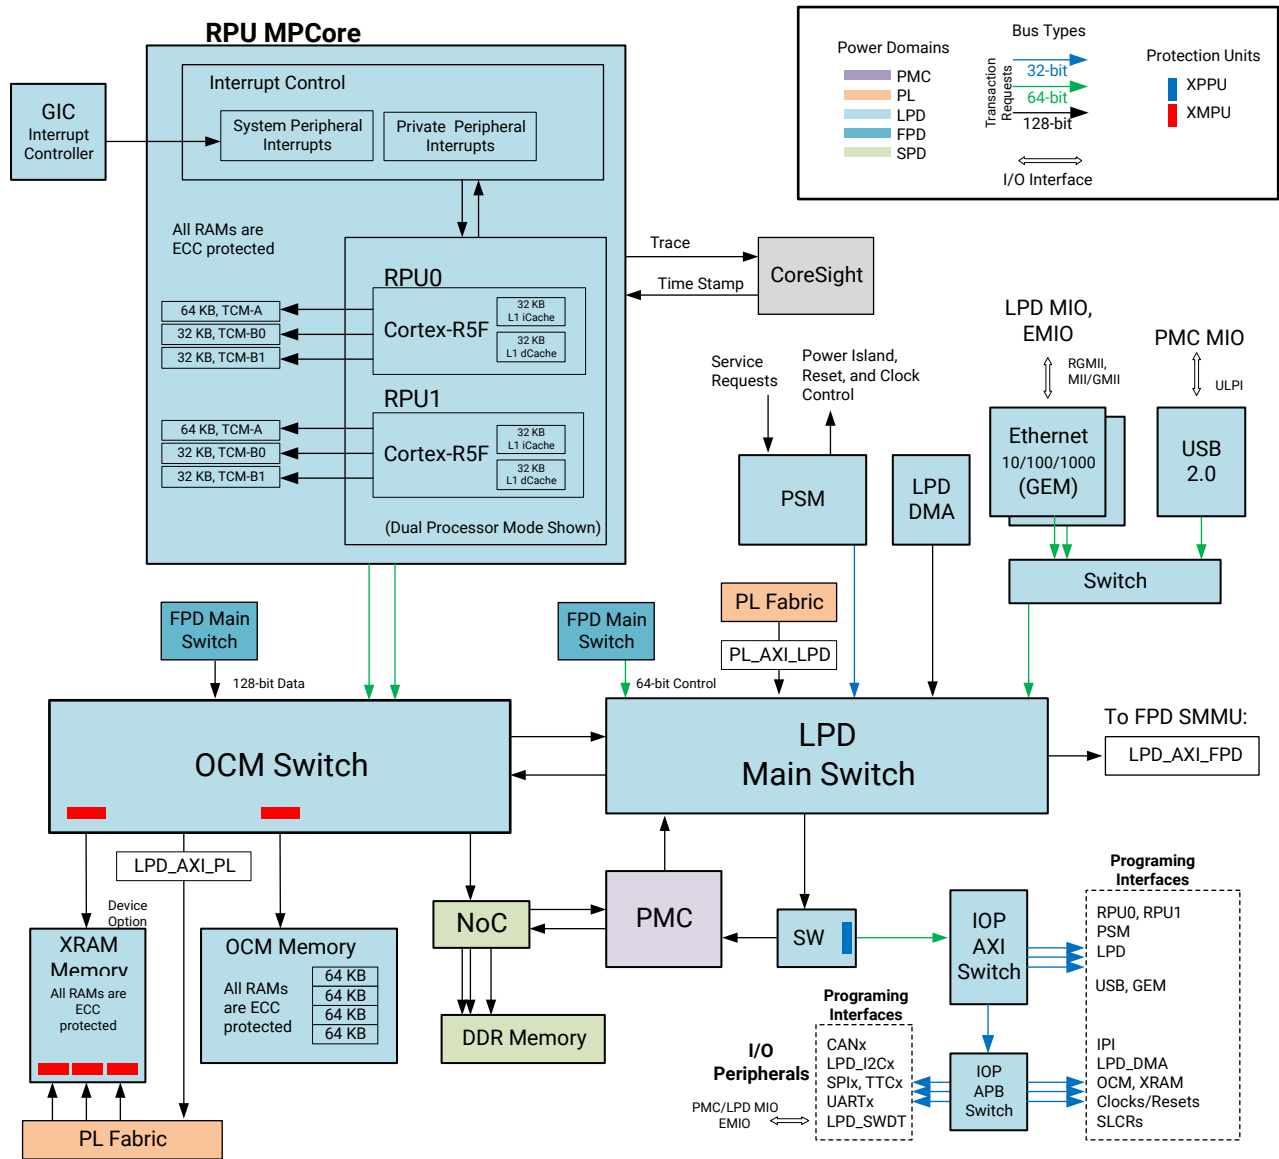 RPU MPCore
Interrupt Control
GIC
Interrupt
Controller
System Peripheral
Interrupts
Private Peripheral
Interrupts
All RAMs are
ECC protected
RPU0
Cortex-R5F
32 KB
L1 iCache
32 KB
L1 dCache
64 KB, TCM-A
32 KB, TCM-B0
32 KB, TCM-B1
RPU1
Cortex-R5F
32 KB
L1 iCache
32 KB
L1 dCache
64 KB, TCM-A
32 KB, TCM-B0
32 KB, TCM-B1
(Dual Processor Mode Shown)
Trace
Time Stamp
CoreSight
Power Domains
PMC
PL
LPD
FPD
SPD
Bus Types
Transaction
Requests
32-bit
64-bit
128-bit
I/O Interface
Protection Units
XPPU
XMPU
Service
Requests
Power Island,
Reset, and Clock
Control
LPD MIO,
EMIO
RGMII,
MII/GMII
PMC MIO
ULPI
PSM
LPD
DMA
Ethernet
10/100/1000
(GEM)
USB
2.0
Switch
FPD Main
Switch
128-bit Data
FPD Main
Switch
64-bit Control
PL Fabric
PL_AXI_LPD
OCM Switch
LPD
Main Switch
To FPD SMMU:
LPD_AXI_FPD
LPD_AXI_PL
Device
Option
XRAM
Memory
All RAMs are
ECC
protected
OCM Memory
All RAMs
are ECC
protected
64 KB
64 KB
64 KB
64 KB
NoC
DDR Memory
PMC
SW
IOP
AXI
Switch
Programing
Interfaces
RPU0, RPU1
PSM
LPD
USB, GEM
IPI
LPD_DMA
OCM, XRAM
Clocks/Resets
SLCRs
IOP
APB
Switch
Programing
Interfaces
CANx
LPD_I2Cx
SPIx, TTCx
UARTx
LPD_SWDT
I/O
Peripherals
PMC/LPD MIO
EMIO
PL Fabric